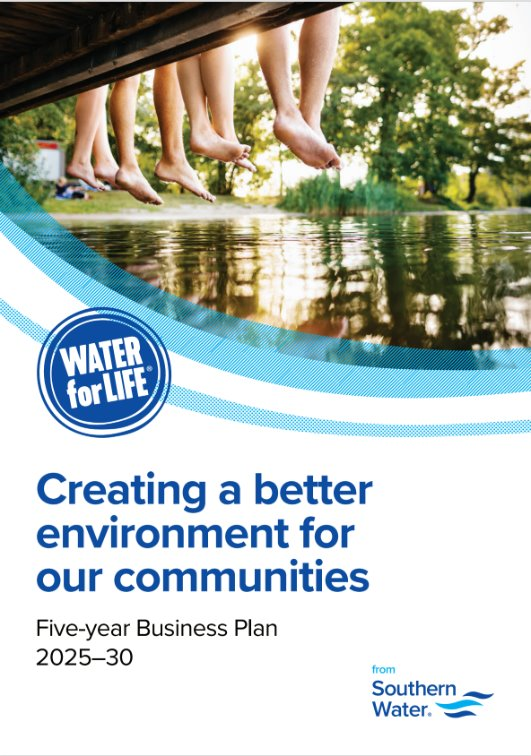 WATER
for LIFE®
Creating a better
environment for
our communities
Five-year Business Plan
2025–30
from
Southern
Water®